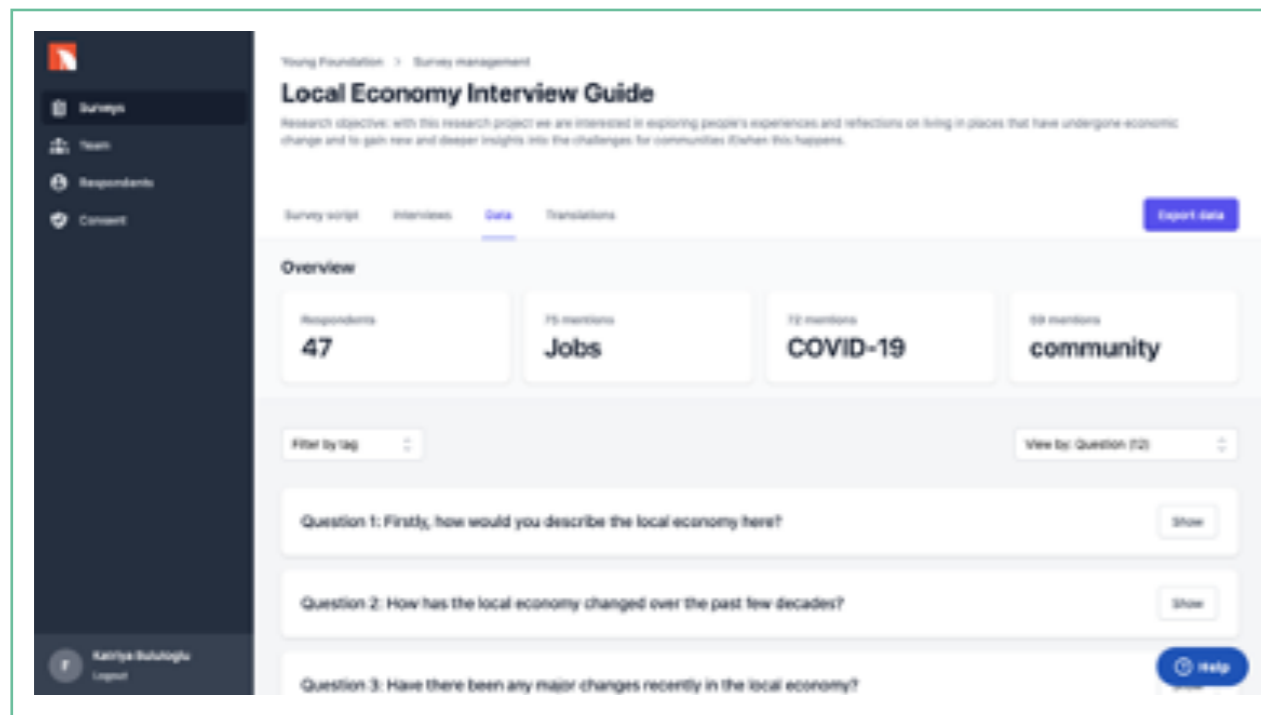 Young Foundation > Survey management
Local Economy Interview Guide
Research objective: with this research project we are interested in exploring people's experiences and reflections on living in places that have undergone economic
change and to gain new and deeper insights into the challenges for communities when this happens.
Surveys
Team
Respondents
Consent
Survey script Interviews Data Translations
Export data
Overview
Respondents
47
75 mentions
Jobs
72 mentions
COVID-19
mentions
community
Filter by tag
View by: Question (12)
Question 1: Firstly, how would you describe the local economy here?
Show
Question 2: How has the local economy changed over the past few decades?
Show
Question 3: Have there been any major changes recently in the local economy?
Help
Logout